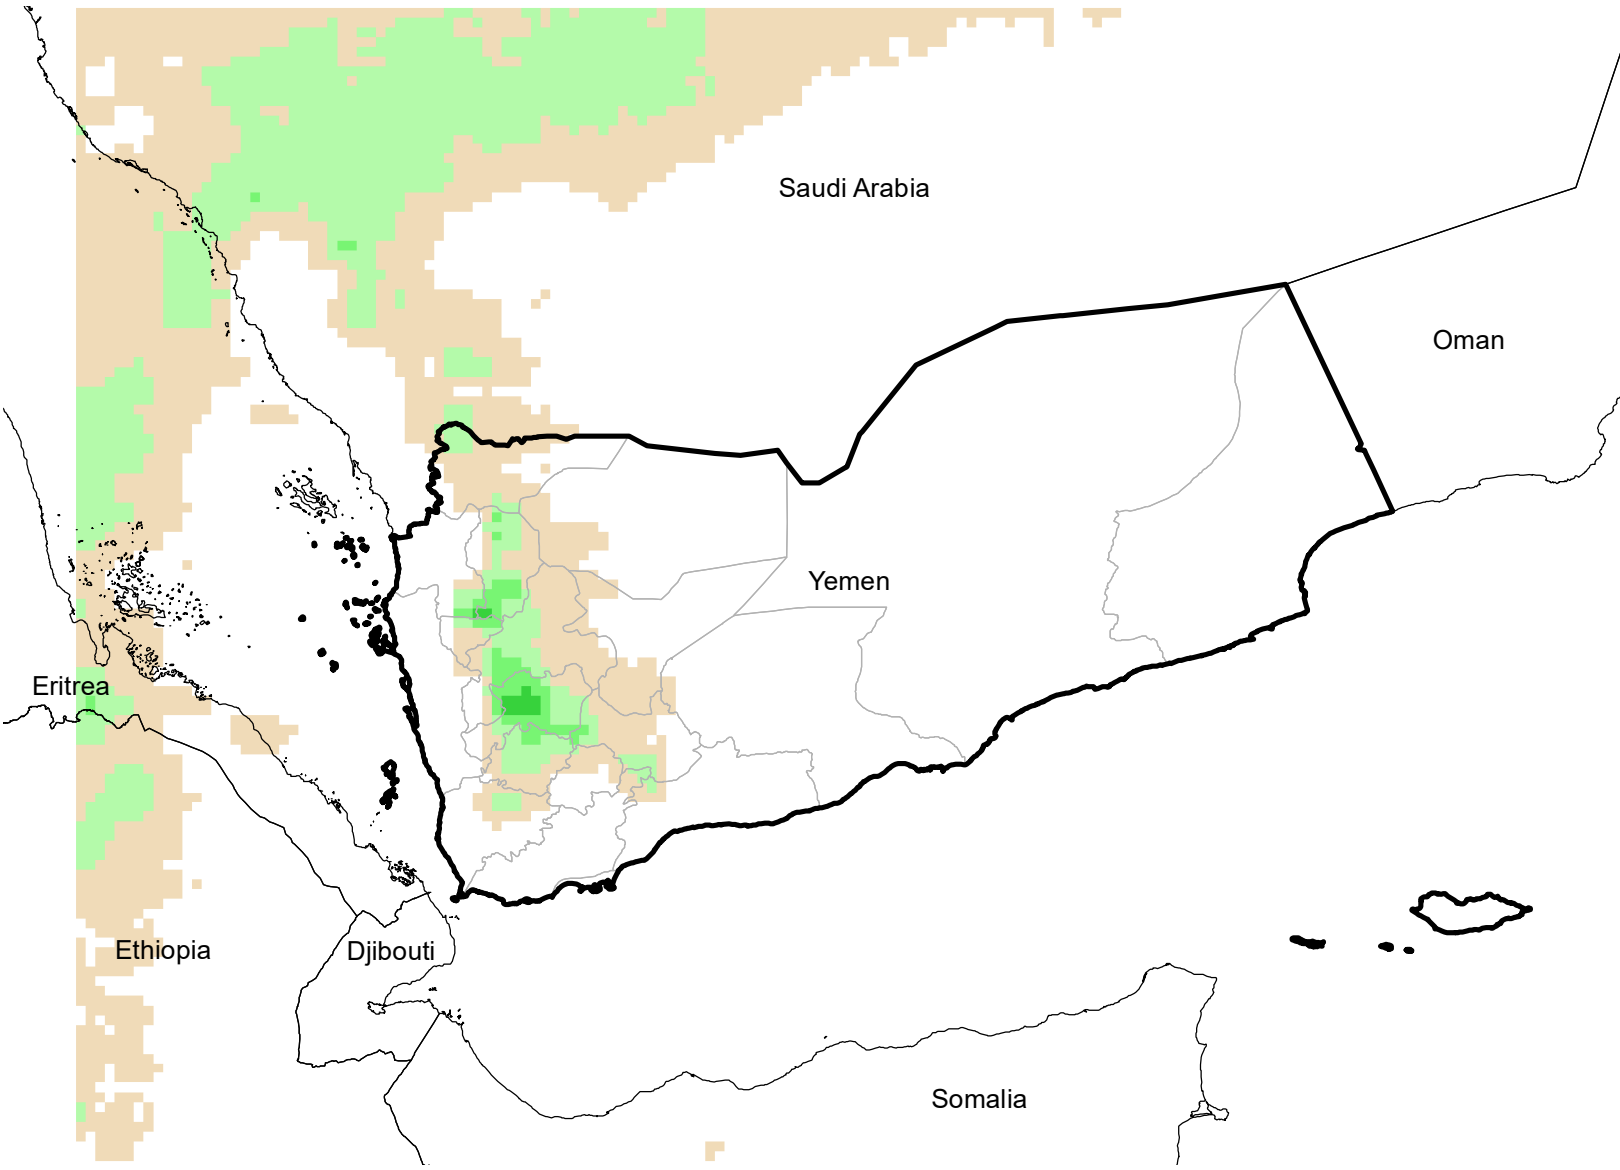 Saudi Arabia
Oman
Yemen
Eritrea
Ethiopia
Djibouti
Somalia